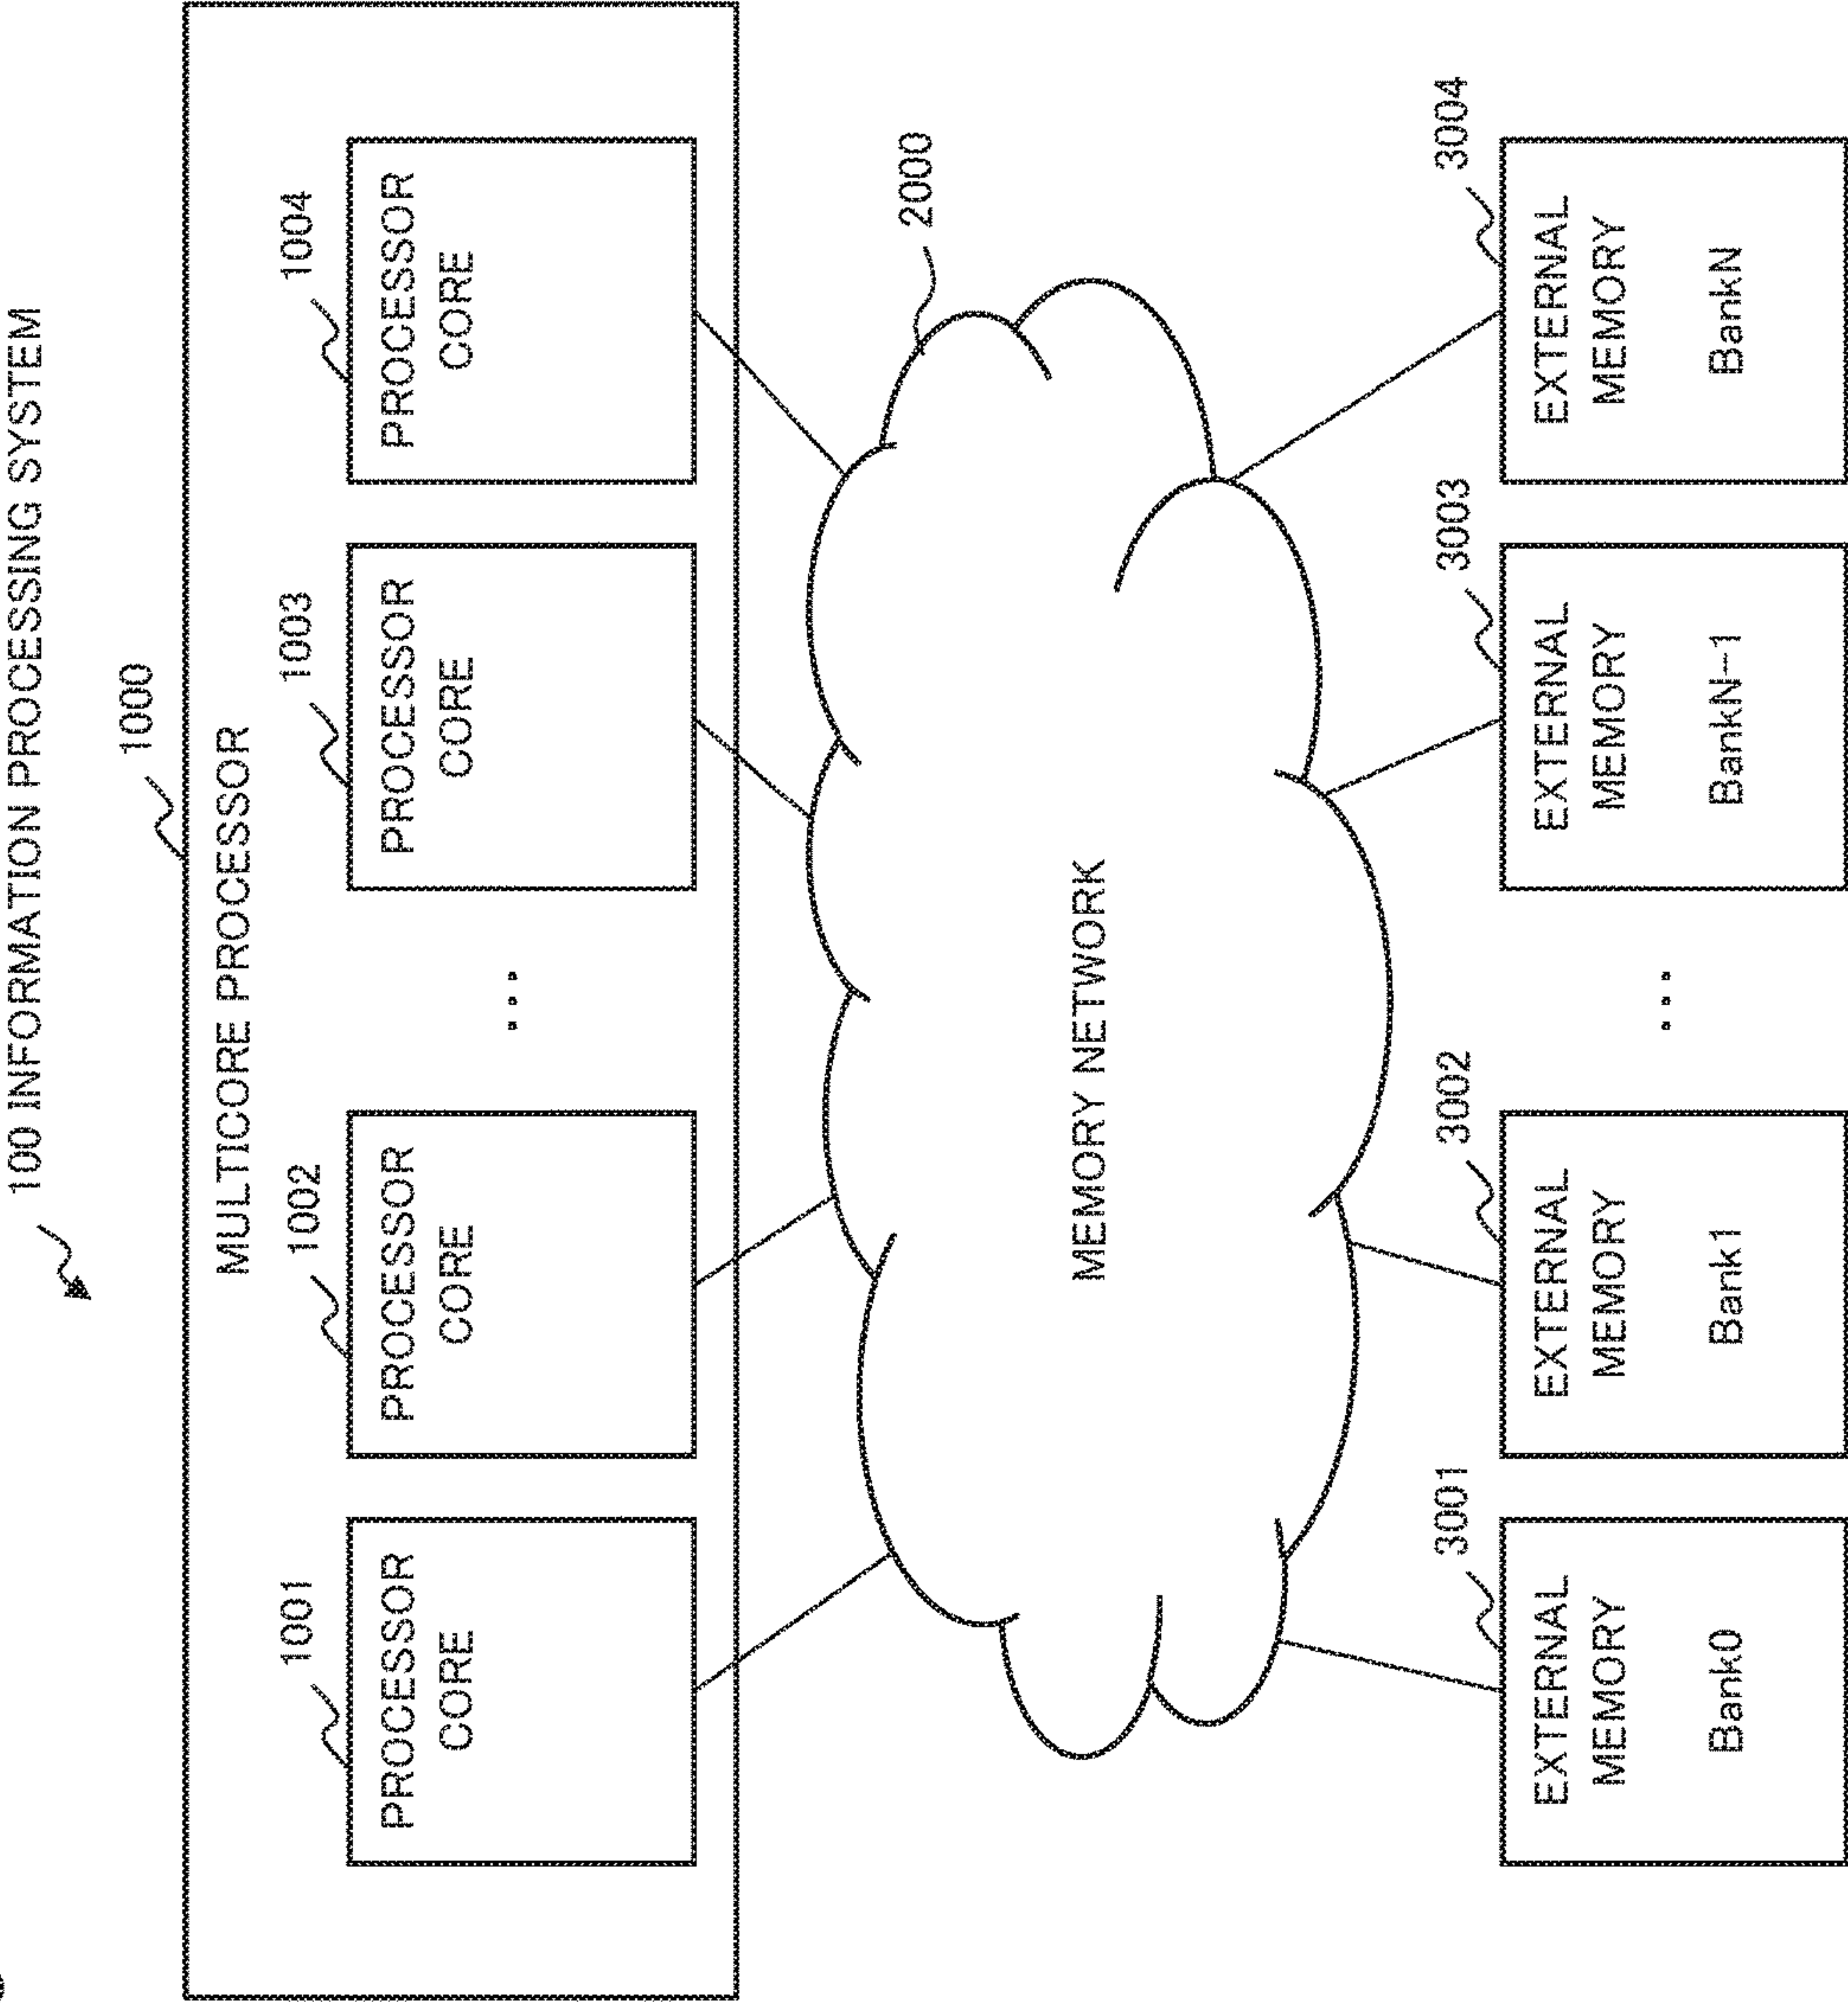 100 INFORMATION PROCESSING SYSTEM
1000
MULTICORE PROCESSOR
1001
1002
1003
1004
PROCESSOR
CORE
PROCESSOR
CORE
...
PROCESSOR
CORE
PROCESSOR
CORE
2000
MEMORY NETWORK
3001
3002
3003
3004
EXTERNAL
MEMORY
Bank0
EXTERNAL
MEMORY
Bank1
...
EXTERNAL
MEMORY
BankN-1
EXTERNAL
MEMORY
BankN